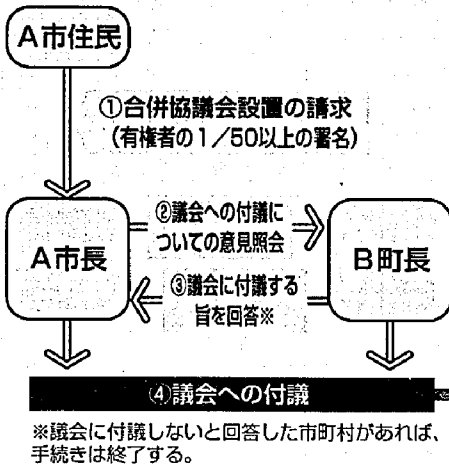 A市住民
①合併協議会設置の請求
(有権者の1/50以上の署名)
A市長
②議会への付議に
ついての意見照会
B町長
③議会に付議する
旨を回答※
④議会への付議
※議会に付議しないと回答した市町村があれば、
手続きは終了する。